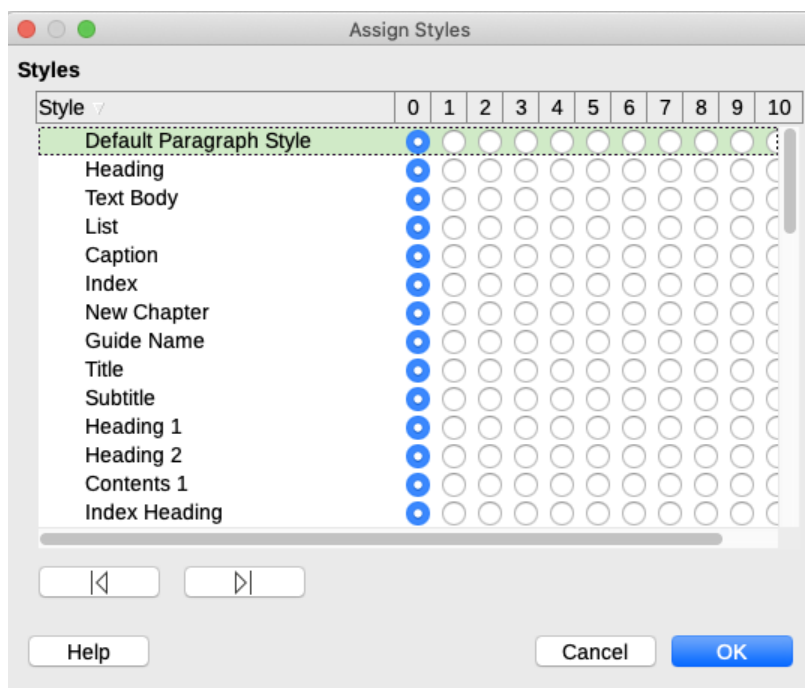 Assign Styles
Styles
Style 0 1 2 3 4 5 6 7 8 9 10
Default Paragraph Style
Heading
Text Body
List
Caption
Index
New Chapter
Guide Name
Title
Subtitle
Heading 1
Heading 2
Contents 1
Index Heading
Help Cancel OK